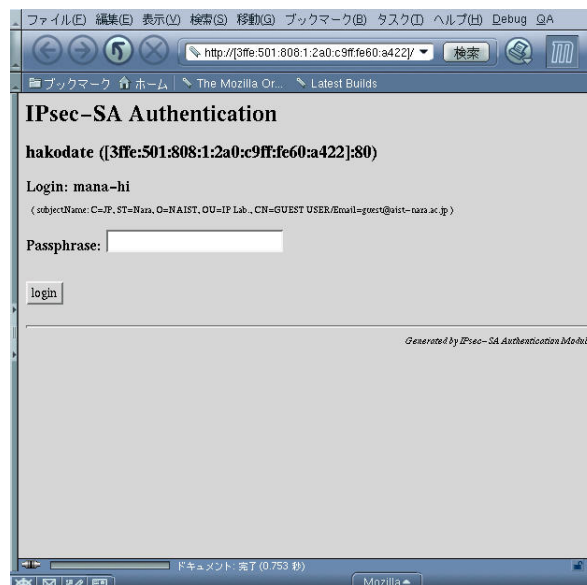 ファイル(F) 編集(E) 表示(V) 検索(S) 移動(G) ブックマーク(B) タスク(T) ヘルプ(H) Debug QA
http://[3ffe:501:808:1:2a0:c9ff:fe60:a422]/ 検索
ブックマーク ホーム The Mozilla Or... Latest Builds
IPsec-SA Authentication
hakodate ([3ffe:501:808:1:2a0:c9ff:fe60:a422]:80)
Login: mana-hi
( subjectName: C=JP, ST=Nara, O=NAIST, OU=IP Lab., CN=GUEST USER/Email=guest@aist-nara.ac.jp )
Passphrase:
login
Generated by IPsec-SA Authentication Modul
ドキュメント: 完了 (0.753 秒)
Mozilla